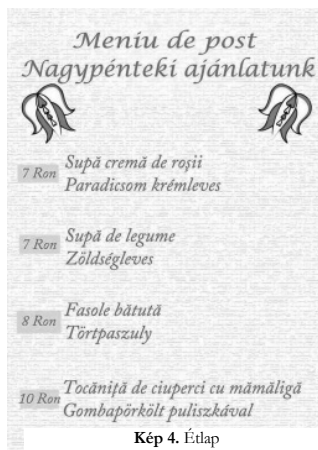 Meniu de post
Nagypénteki ajánlatunk
7 Ron
Supă cremă de roșii
Paradicsom krémleves
7 Ron
Supă de legume
Zöldségleves
8 Ron
Fasole bătută
Törtpaszuly
10 Ron
Tocăniță de ciuperci cu mămăligă
Gombapörkölt puliszkával
Kép 4. Étlap